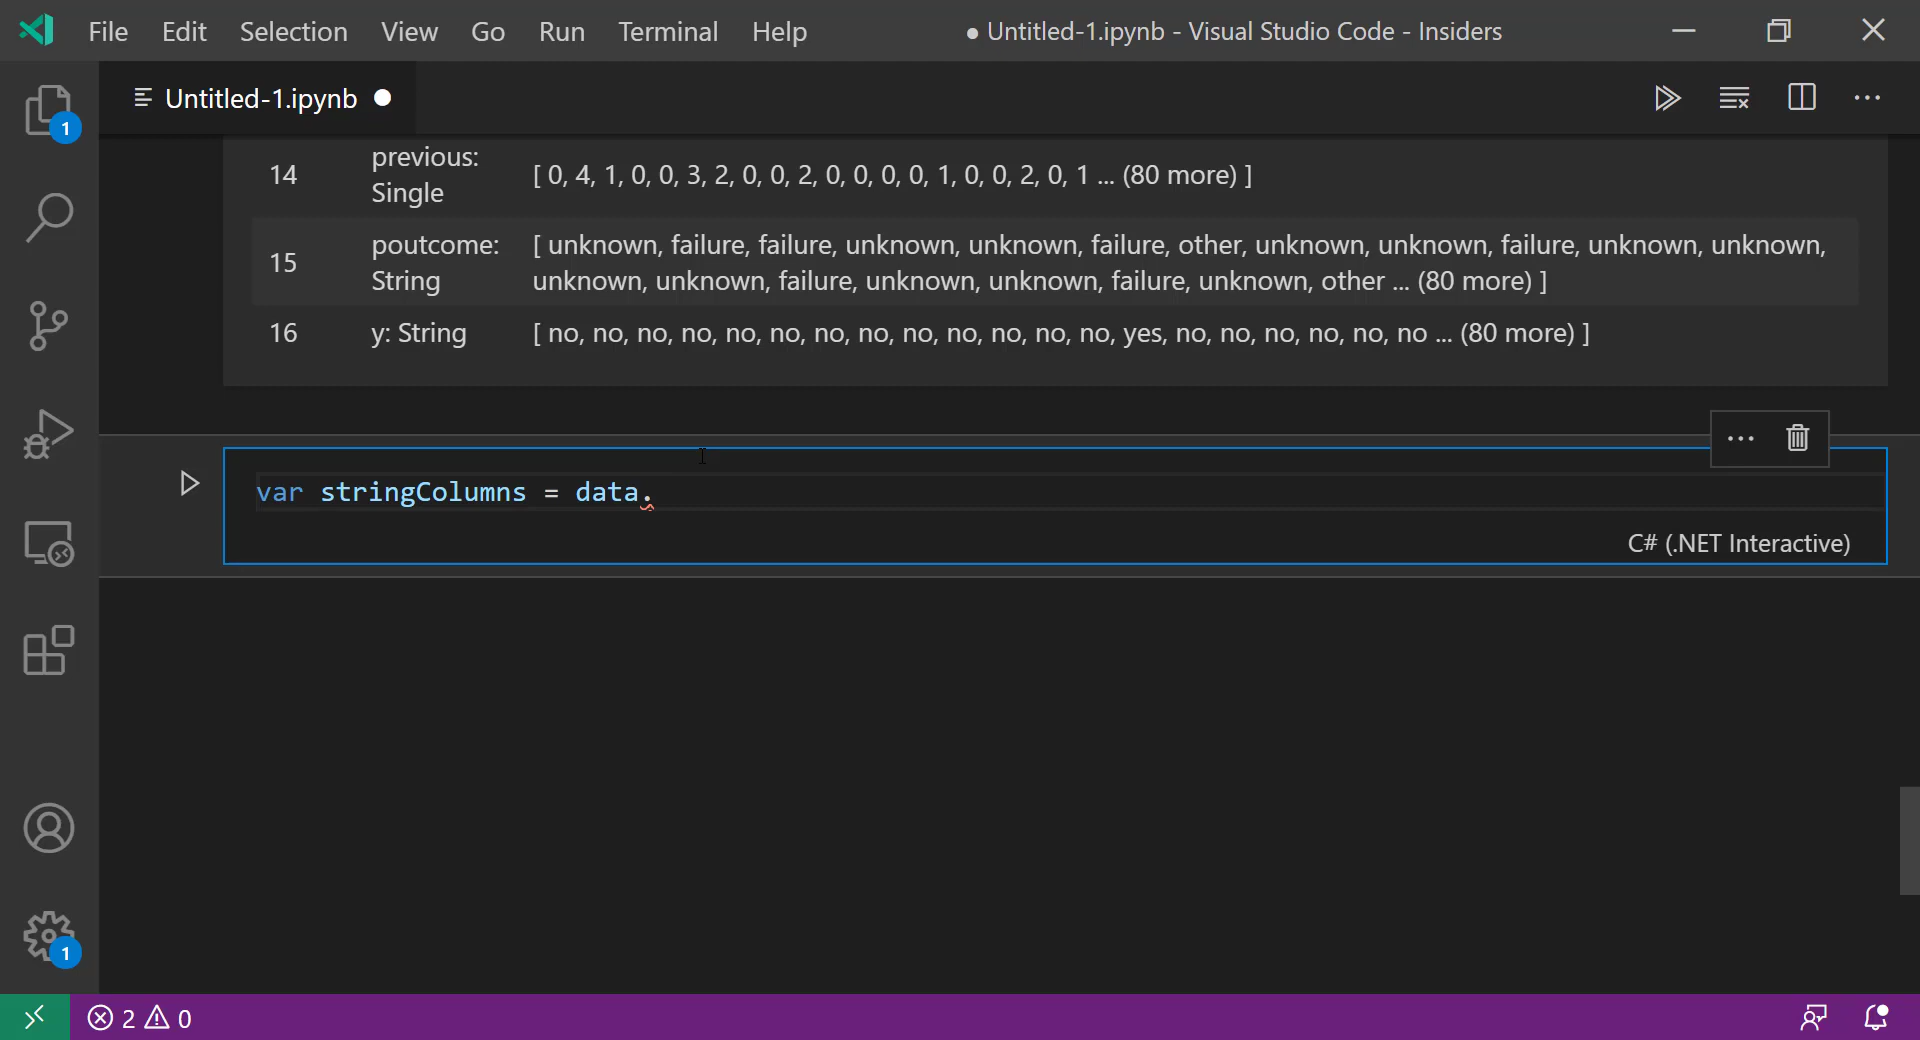 File Edit Selection View Go Run Terminal Help ● Untitled-1.ipynb - Visual Studio Code - Insiders
Untitled-1.ipynb ●
14 previous: Single [ 0, 4, 1, 0, 0, 3, 2, 0, 0, 2, 0, 0, 0, 0, 1, 0, 0, 2, 0, 1 ... (80 more) ]
15 poutcome: String [ unknown, failure, failure, unknown, unknown, failure, other, unknown, unknown, failure, unknown, unknown,
unknown, unknown, failure, unknown, unknown, failure, unknown, other ... (80 more) ]
16 y: String [ no, no, no, no, no, no, no, no, no, no, no, no, no, yes, no, no, no, no, no, no ... (80 more) ]
var stringColumns = data.
C# (.NET Interactive)
1
1
2 0